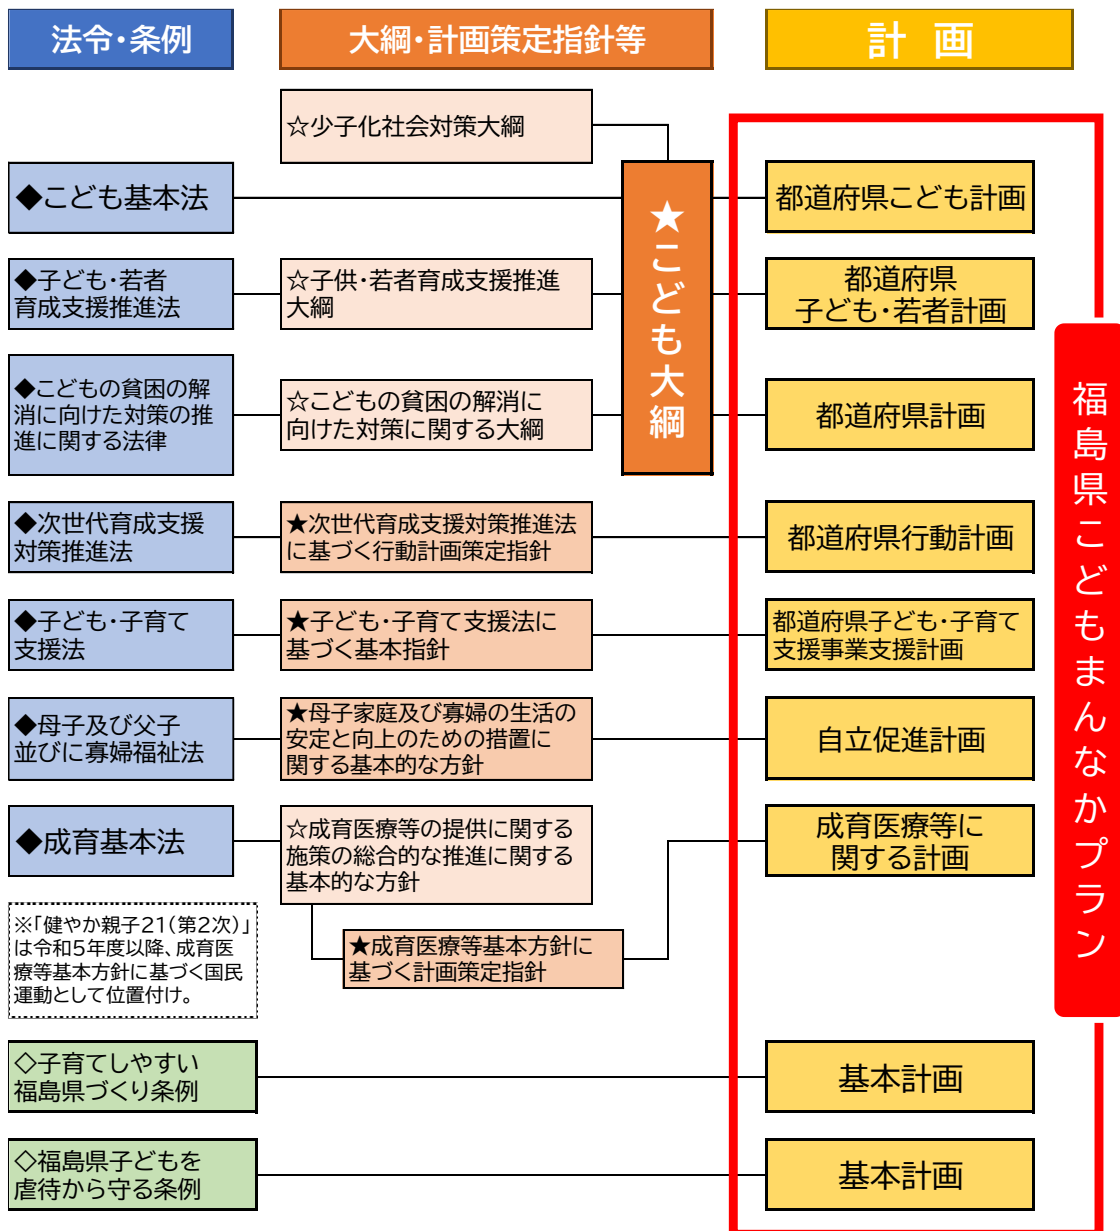 法令・条例
大綱・計画策定指針等
計　画
☆少子化社会対策大綱
◆こども基本法
★こども大綱
都道府県こども計画
◆子ども・若者
育成支援推進法
☆子供・若者育成支援推進
大綱
都道府県
子ども・若者計画
◆こどもの貧困の解
消に向けた対策の推
進に関する法律
☆こどもの貧困の解消に
向けた対策に関する大綱
都道府県計画
◆次世代育成支援
対策推進法
★次世代育成支援対策推進法
に基づく行動計画策定指針
都道府県行動計画
◆子ども・子育て
支援法
★子ども・子育て支援法に
基づく基本指針
都道府県子ども・子育て
支援事業支援計画
◆母子及び父子
並びに寡婦福祉法
★母子家庭及び寡婦の生活の
安定と向上のための措置に
関する基本的な方針
自立促進計画
◆成育基本法
☆成育医療等の提供に関する
施策の総合的な推進に関する
基本的な方針
成育医療等に
関する計画
※「健やか親子21(第2次)」
は令和5年度以降、成育医
療等基本方針に基づく国民
運動として位置付け。
★成育医療等基本方針に
基づく計画策定指針
◇子育てしやすい
福島県づくり条例
基本計画
◇福島県子どもを
虐待から守る条例
基本計画
福島県こどもまんなかプラン